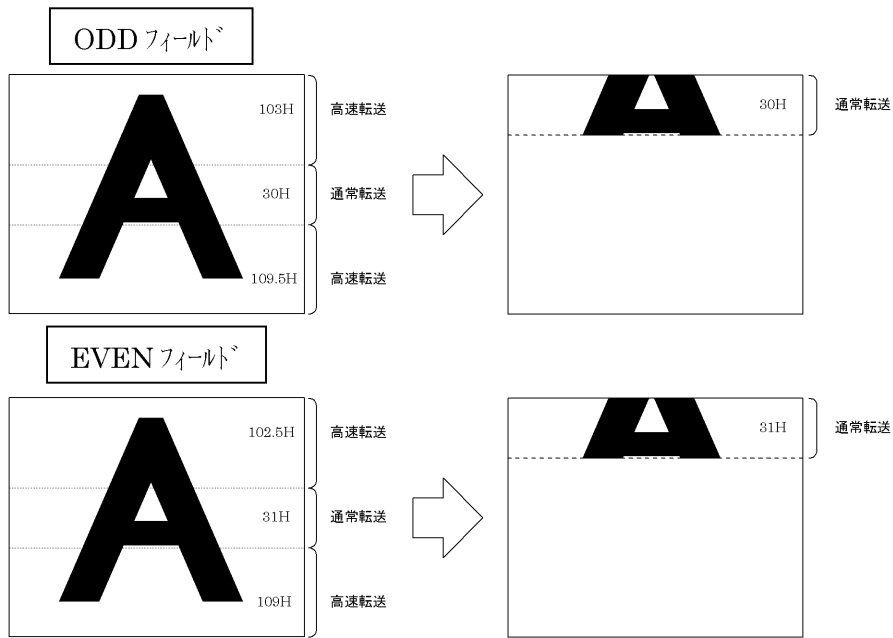 ODD フィールド
103H 高速転送
30H 通常転送
109.5H 高速転送
30H 通常転送
EVEN フィールド
102.5H 高速転送
31H 通常転送
109H 高速転送
31H 通常転送
A
A